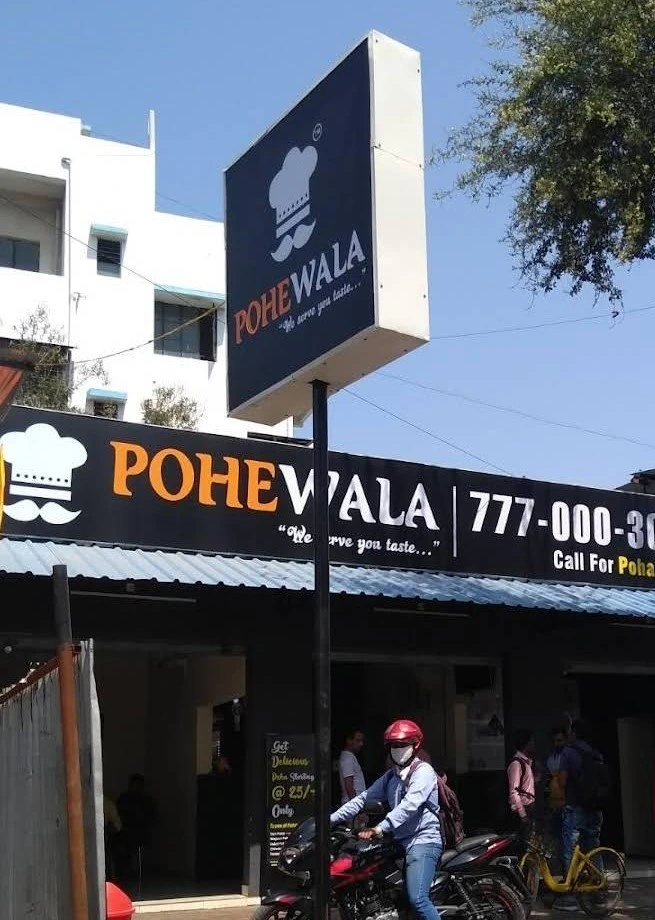 POHEWALA
"We serve you taste..."
POHEWALA
"We serve you taste..."
777-000-30
Call For Poha
Get
Delicious
Poha Starting
@ 25/-
Only